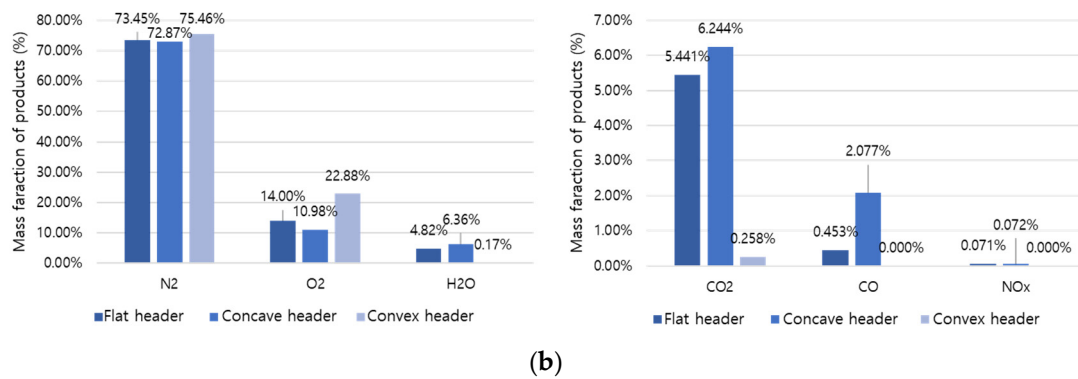 73.45% 75.46%
72.87%
80.00%
70.00%
60.00%
50.00%
40.00%
30.00%
20.00%
10.00%
0.00%
Mass faraction of products (%)
14.00% 10.98% 22.88%
4.82% 6.36% 0.17%
N2 O2 H2O
Flat header Concave header Convex header
7.00%
6.00%
5.00%
4.00%
3.00%
2.00%
1.00%
0.00%
Mass faraction of products (%)
5.441% 6.244% 0.258%
0.453% 2.077% 0.000%
0.071% 0.072% 0.000%
CO2 CO NOx
Flat header Concave header Convex header
(b)